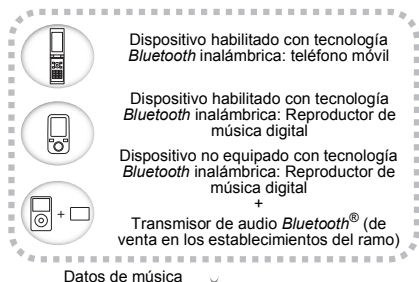 Dispositivo habilitado con tecnología
Bluetooth inalámbrica: teléfono móvil
Dispositivo habilitado con tecnología
Bluetooth inalámbrica: Reproductor de
música digital
Dispositivo no equipado con tecnología
Bluetooth inalámbrica: Reproductor de
música digital
+
+
Transmisor de audio Bluetooth® (de
venta en los establecimientos del ramo)
Datos de música